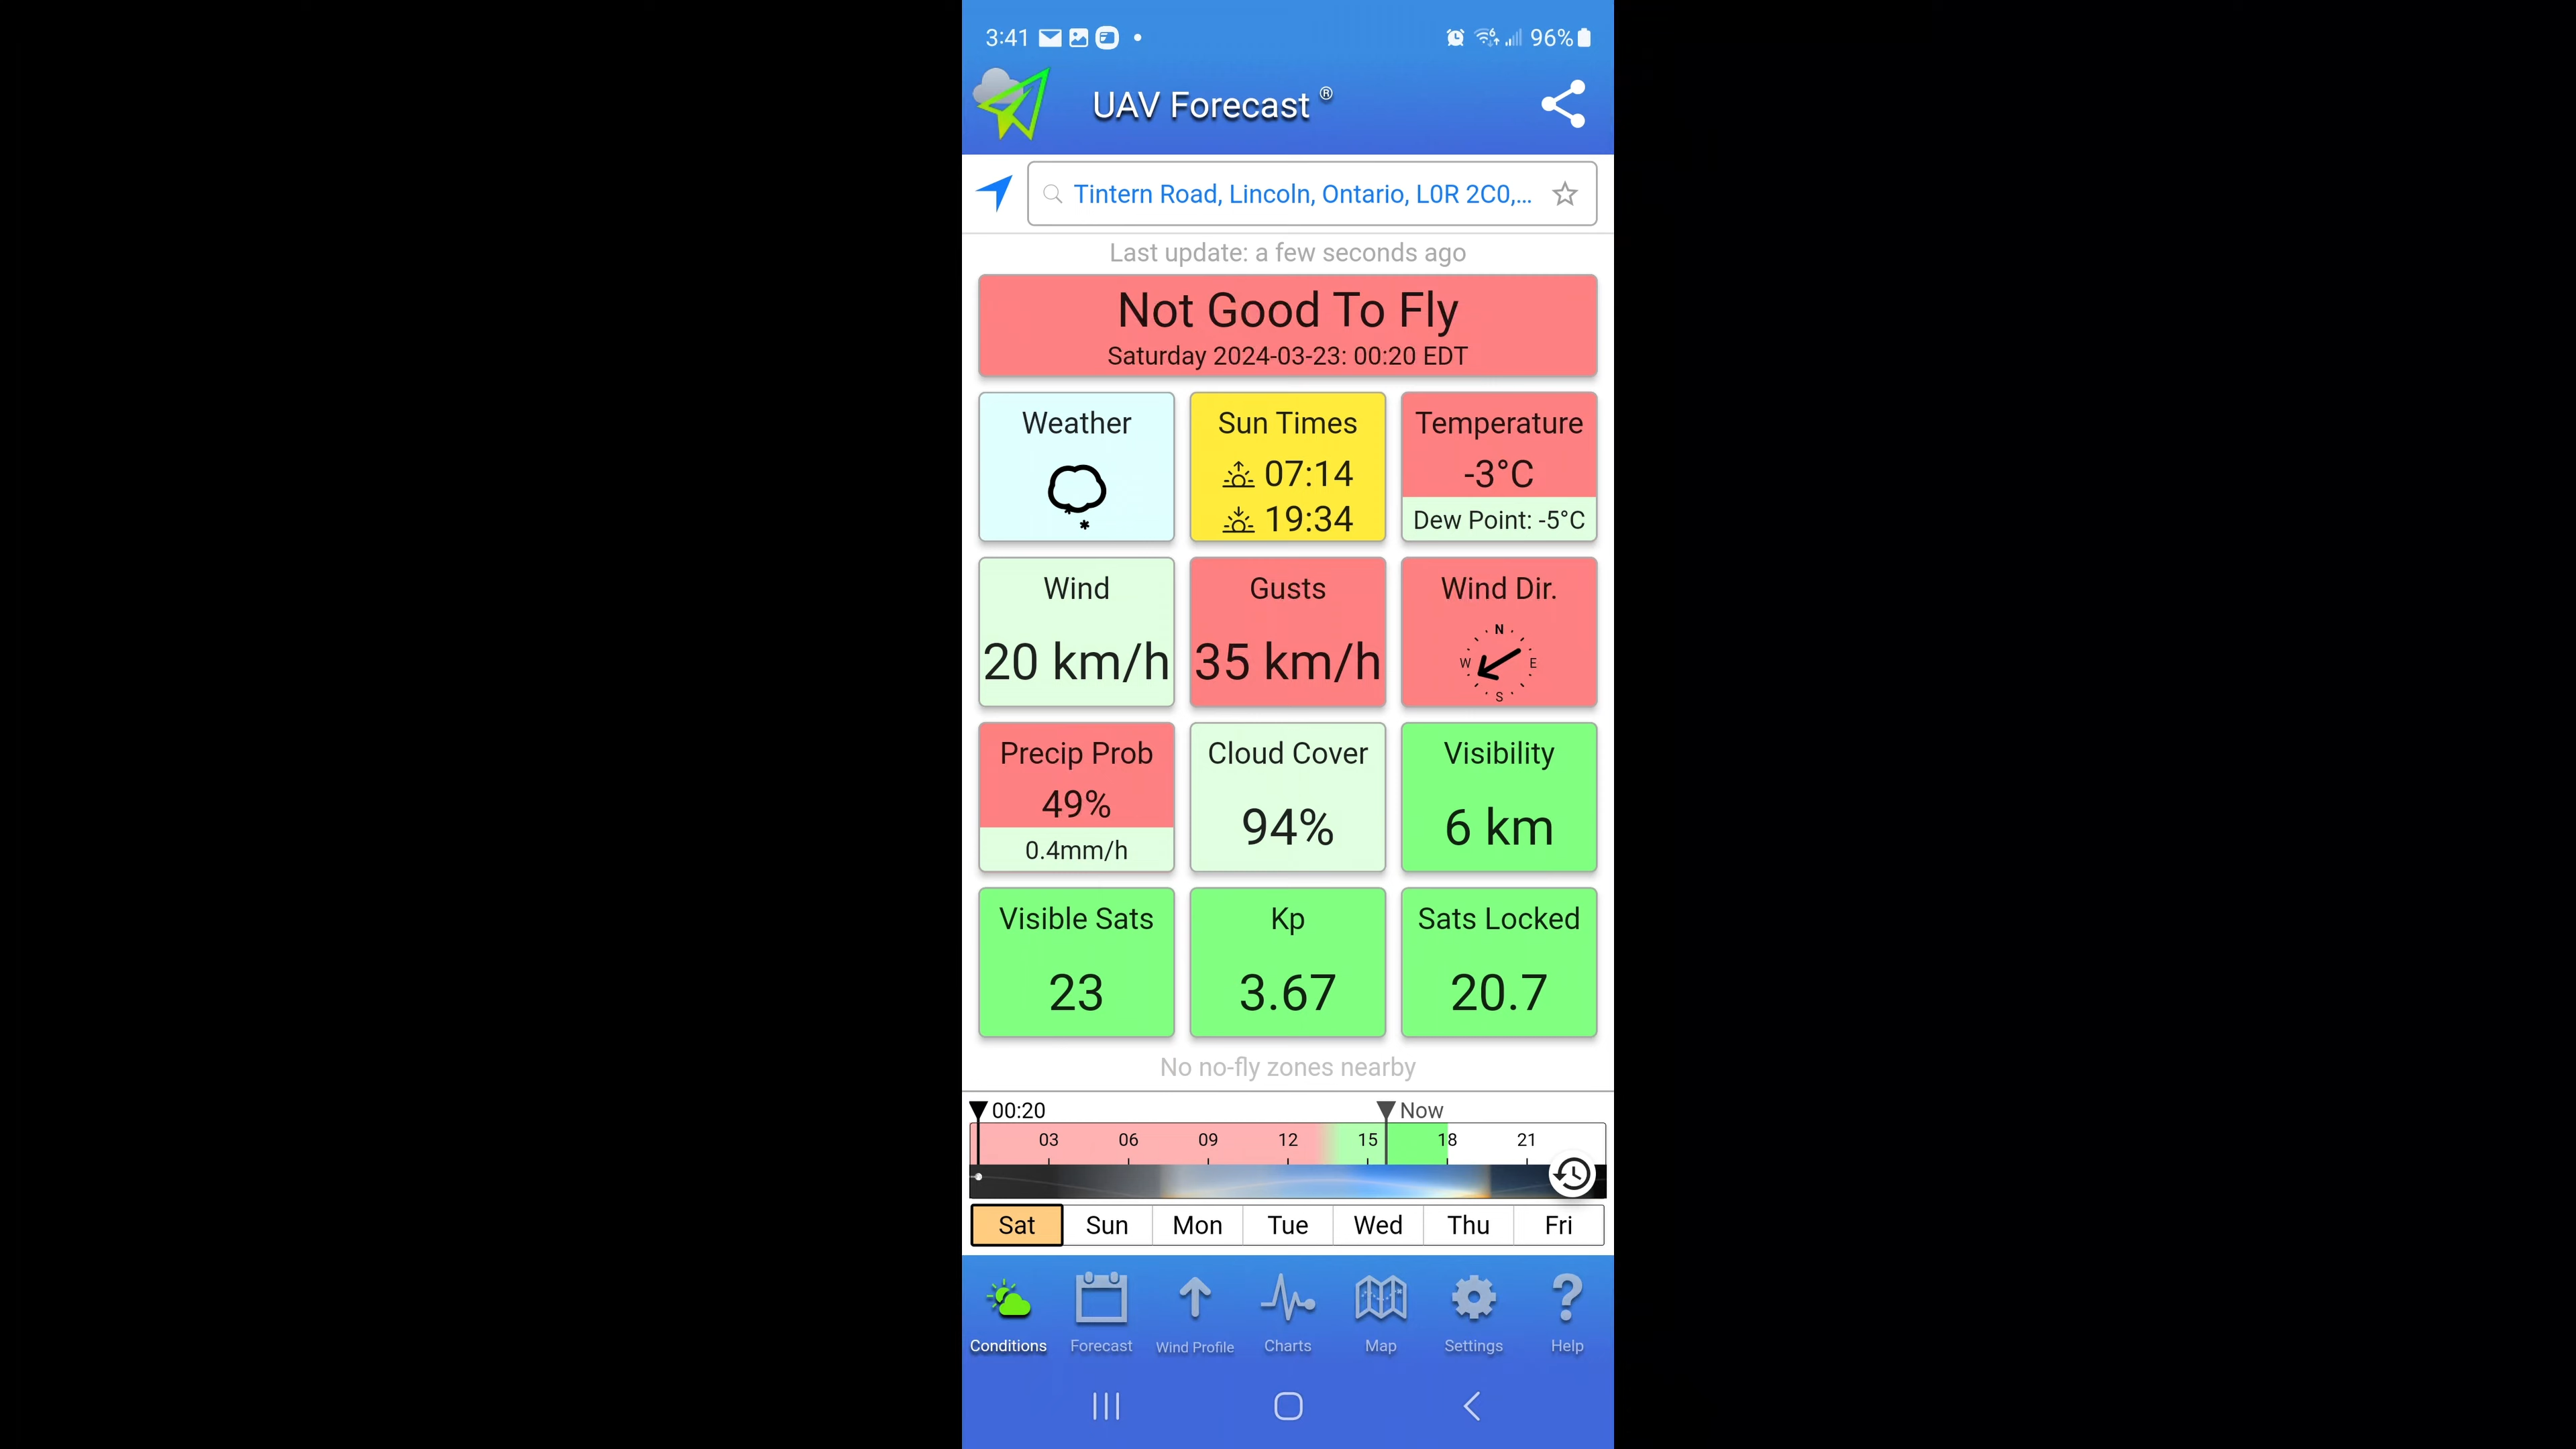 3:41 96%
UAV Forecast ®
Tintern Road, Lincoln, Ontario, L0R 2C0,...
Last update: a few seconds ago
Not Good To Fly
Saturday 2024-03-23: 00:20 EDT
Weather
Sun Times
07:14
19:34
Temperature
-3°C
Dew Point: -5°C
Wind
20 km/h
Gusts
35 km/h
Wind Dir.
N
W E
S
Precip Prob
49%
0.4mm/h
Cloud Cover
94%
Visibility
6 km
Visible Sats
23
Kp
3.67
Sats Locked
20.7
No no-fly zones nearby
00:20 Now
03 06 09 12 15 18 21
Sat Sun Mon Tue Wed Thu Fri
Conditions Forecast Wind Profile Charts Map Settings Help